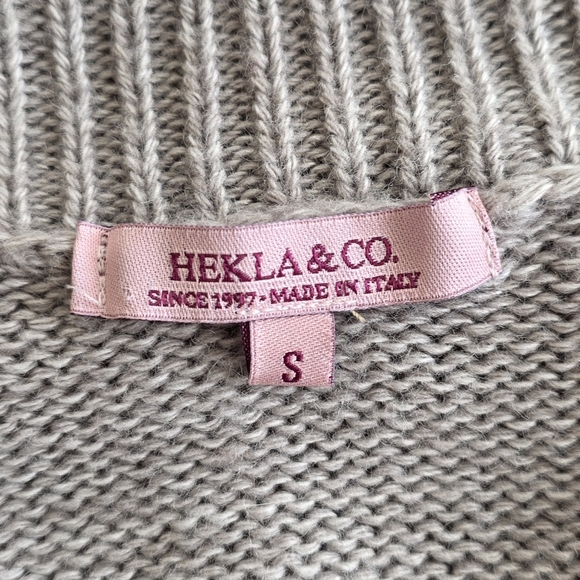 HEKLA & CO.
SINCE 1997 - MADE IN ITALY
S